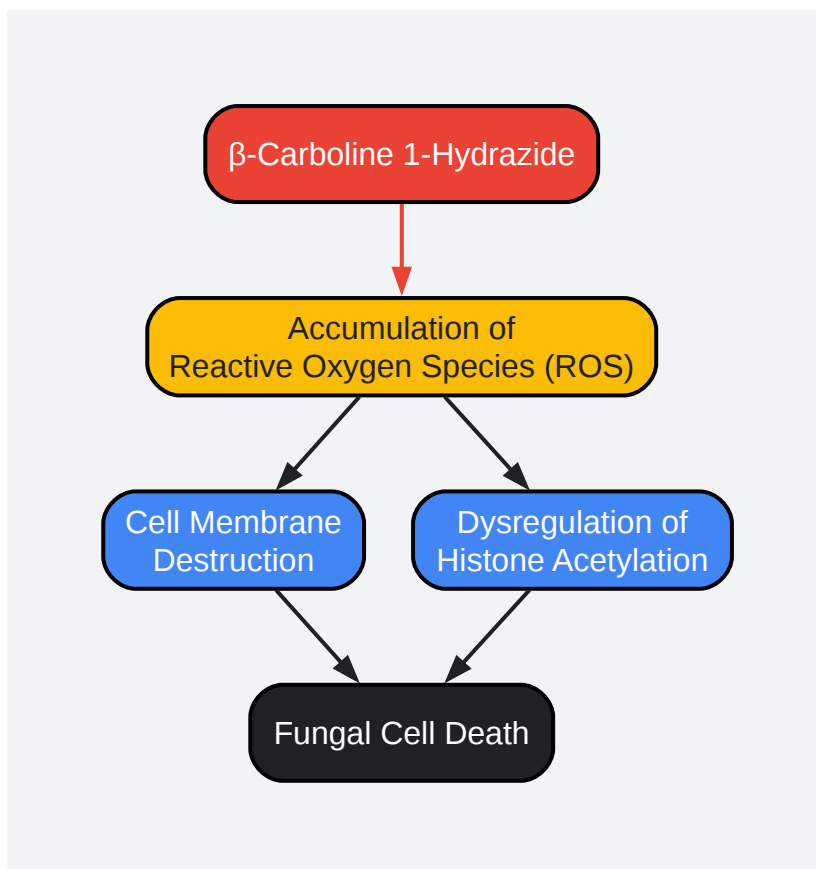 β-Carboline 1-Hydrazide
Accumulation of
Reactive Oxygen Species (ROS)
Cell Membrane
Destruction
Dysregulation of
Histone Acetylation
Fungal Cell Death